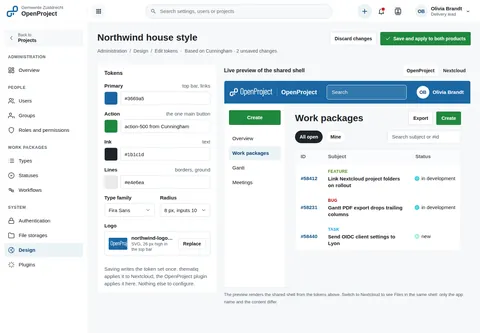 Gemeente Zuiddrecht
OpenProject
Search settings, users or projects
OB
Olivia Brandt
Delivery lead
Back to
Projects
ADMINISTRATION
Overview
PEOPLE
Users
Groups
Roles and permissions
WORK PACKAGES
Types
Statuses
Workflows
SYSTEM
Authentication
File storages
Design
Plugins
Northwind house style
Administration / Design / Edit tokens · Based on Cunningham · 2 unsaved changes
Discard changes
Save and apply to both products
Tokens
Primary
top bar, links
Action
the one main button
action-500 from Cunningham
Ink
text
#1b1c1d
Lines
borders, ground
Type family
Radius
Fira Sans
8 px, inputs 10
Logo
northwind-logo...
SVG, 28 px high in
the top bar
Replace
Saving writes the token set once:
applies it to Nextcloud, the OpenProject plugin
applies it here. Nothing else to configure.
Live preview of the shared shell
OpenProject
Nextcloud
OpenProject
OpenProject
Search
OB
Olivia Brandt
Create
Overview
Work packages
Gantt
Meetings
Work packages
Export
Create
All open
Mine
Search subject or #id
ID
Subject
Status
FEATURE
#58412
Link Nextcloud project folders
on rollout
in development
BUG
#58231
Gantt PDF export drops trailing
columns
in development
TASK
#58440
Send OIDC client settings to
Lyon
new
The preview renders the shared shell from the tokens above. Switch to Nextcloud to see Files in the same shell: only the app
name and the content differ.